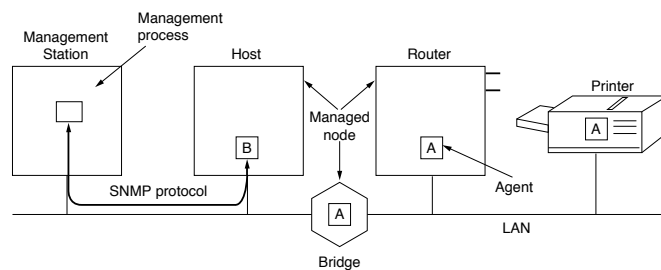 Management
process
Management
Station
Host
Router
Printer
Managed
node
B
A
A
A
SNMP protocol
Agent
LAN
Bridge